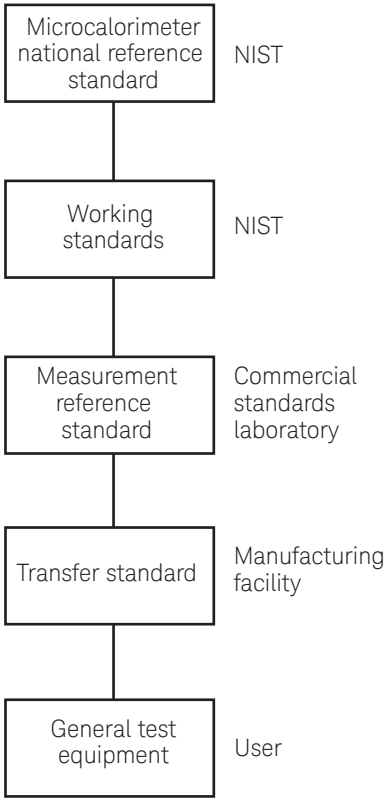 Microcalorimeter
national reference
standard
NIST
Working
standards
NIST
Measurement
reference
standard
Commercial
standards
laboratory
Transfer standard
Manufacturing
facility
General test
equipment
User